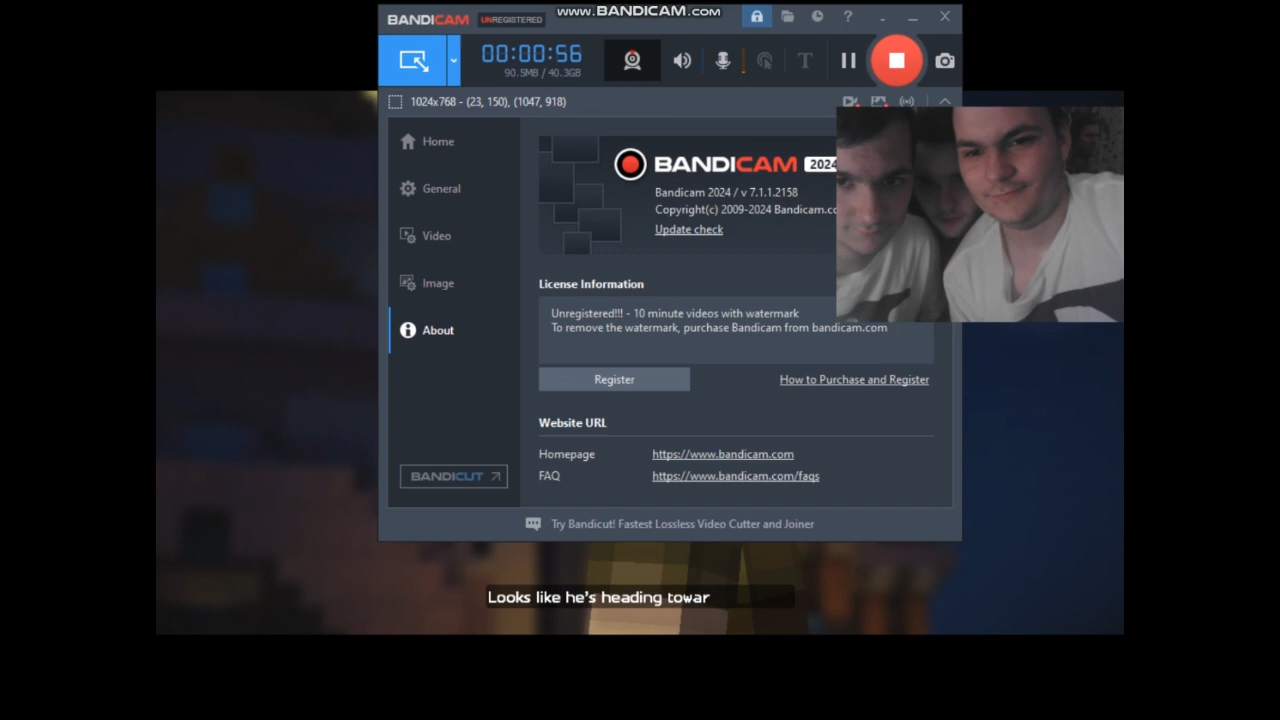 www.BANDICAM.com
BANDICAM UNREGISTERED
00:00:56
90.5MB / 40.3GB
1024x768 - (23, 150), (1047, 918)
Home
General
Video
Image
About
BANDICUT
BANDICAM 2024
Bandicam 2024 / v 7.1.1.2158
Copyright(c) 2009-2024 Bandicam.co
Update check
License Information
Unregistered!!! - 10 minute videos with watermark
To remove the watermark, purchase Bandicam from bandicam.com
Register How to Purchase and Register
Website URL
Homepage https://www.bandicam.com
FAQ https://www.bandicam.com/faqs
Try Bandicut! Fastest Lossless Video Cutter and Joiner
Looks like he's heading towar